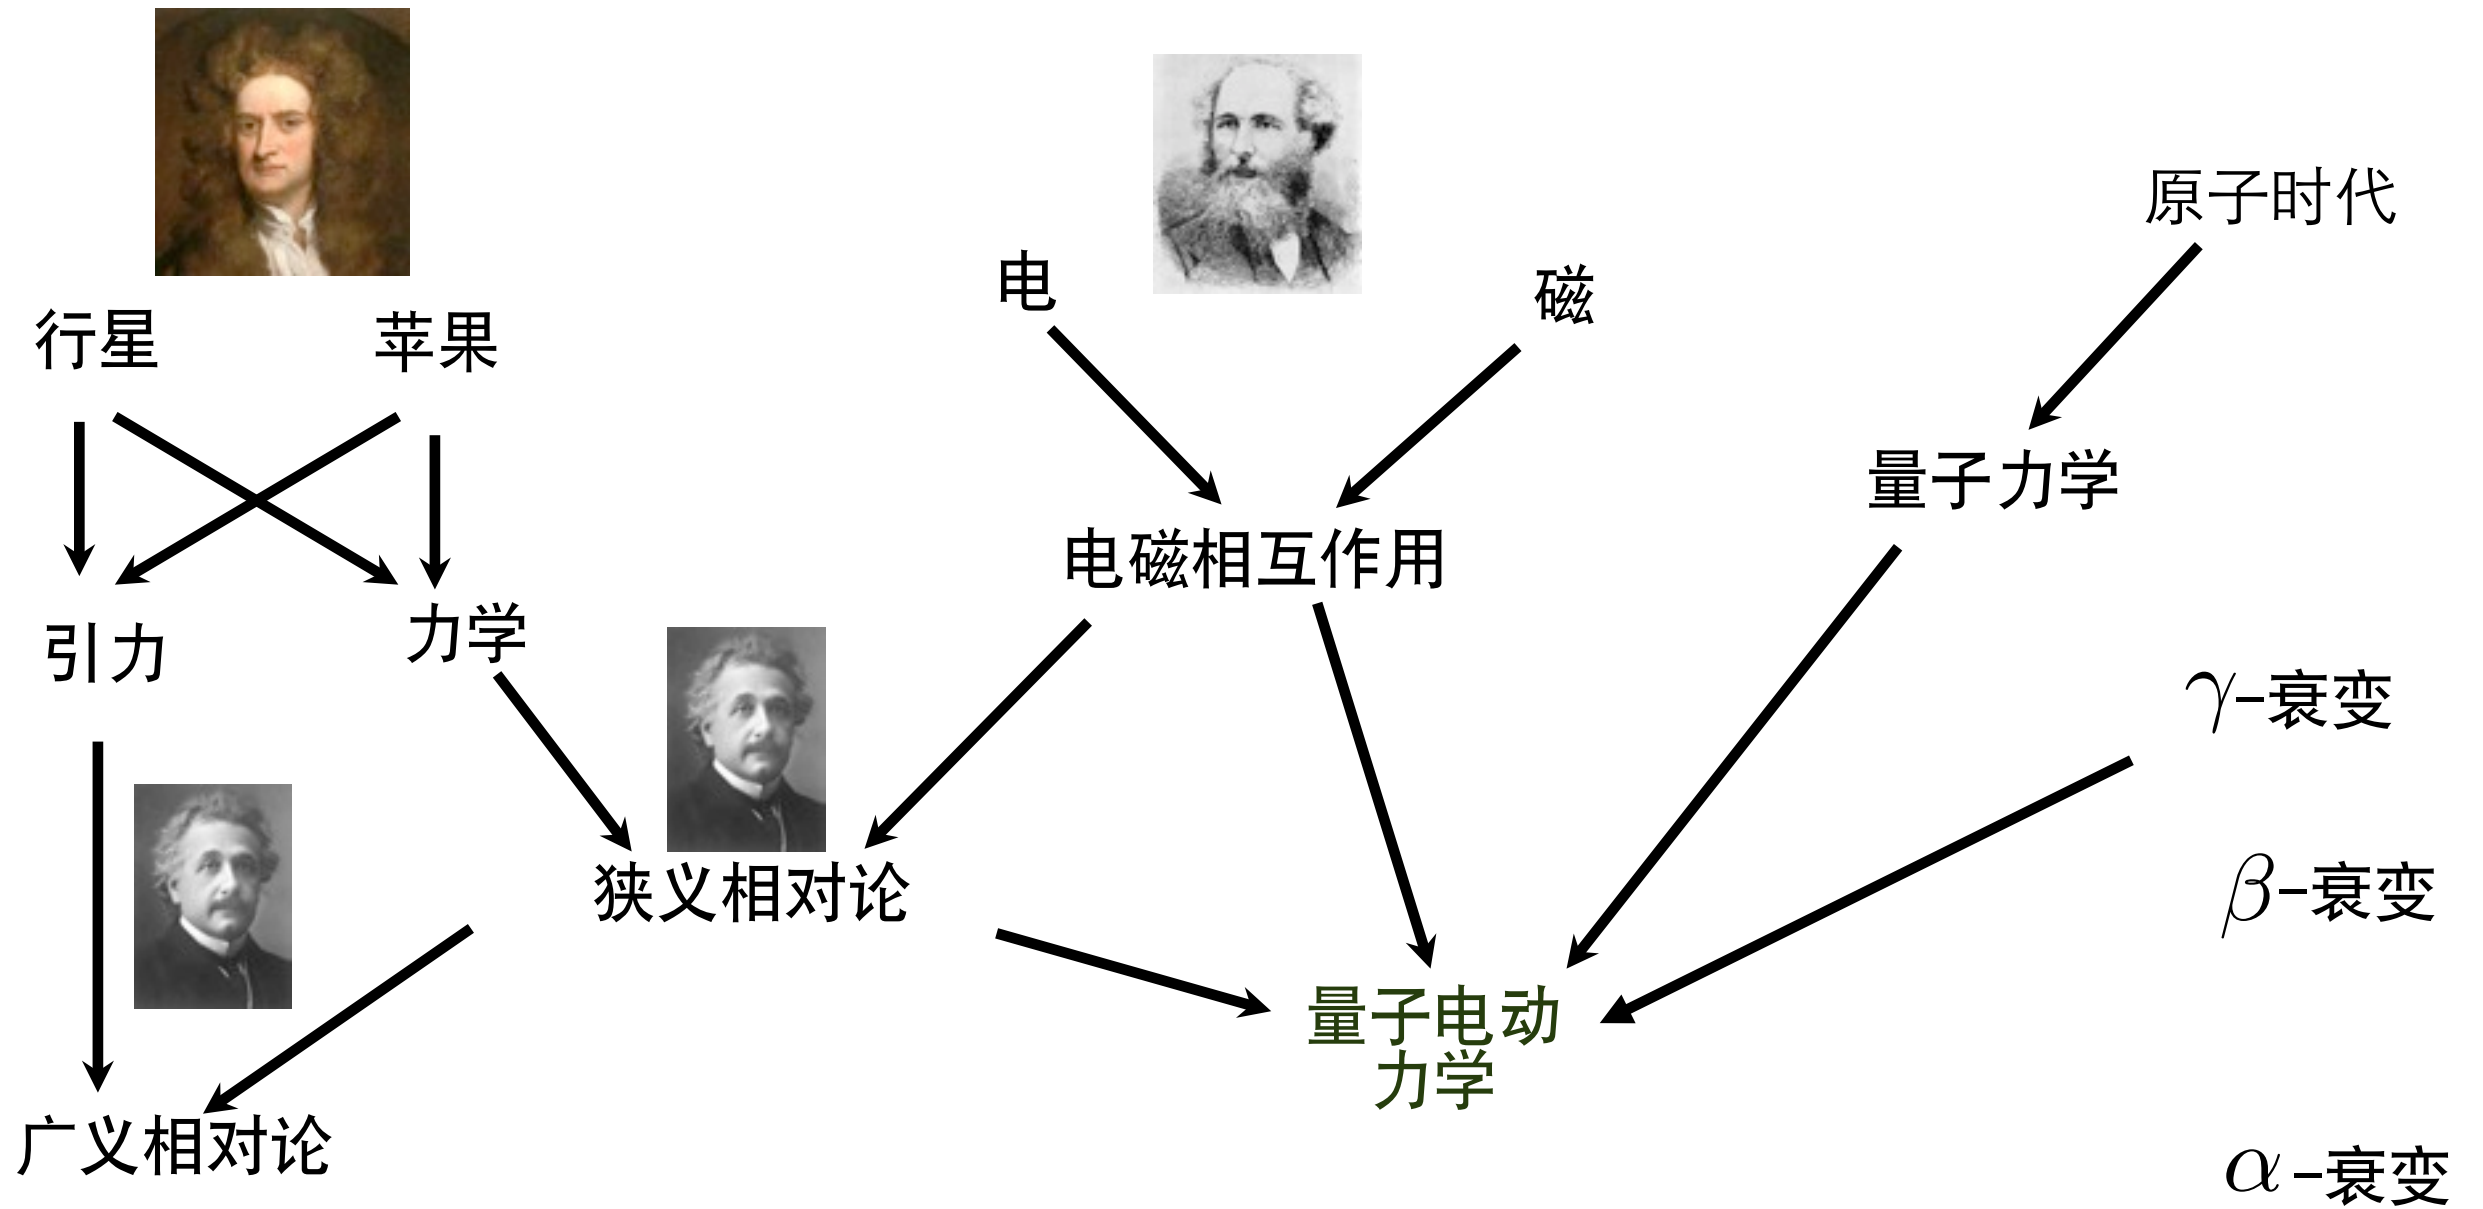 原子时代
电
磁
行星
苹果
量子力学
电磁相互作用
引力
力学
γ-衰变
狭义相对论
β-衰变
量子电动
力学
广义相对论
α-衰变